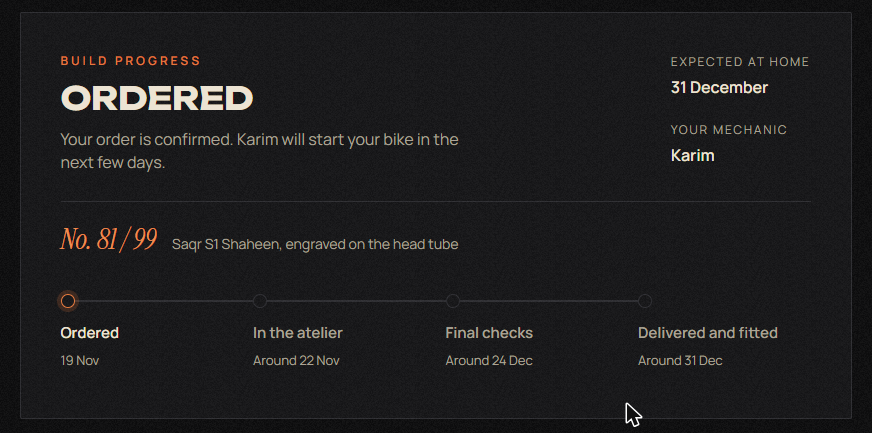 BUILD PROGRESS
ORDERED
Your order is confirmed. Karim will start your bike in the
next few days.
EXPECTED AT HOME
31 December
YOUR MECHANIC
Karim
No. 81/99 Saqr S1 Shaheen, engraved on the head tube
Ordered
19 Nov
In the atelier
Around 22 Nov
Final checks
Around 24 Dec
Delivered and fitted
Around 31 Dec